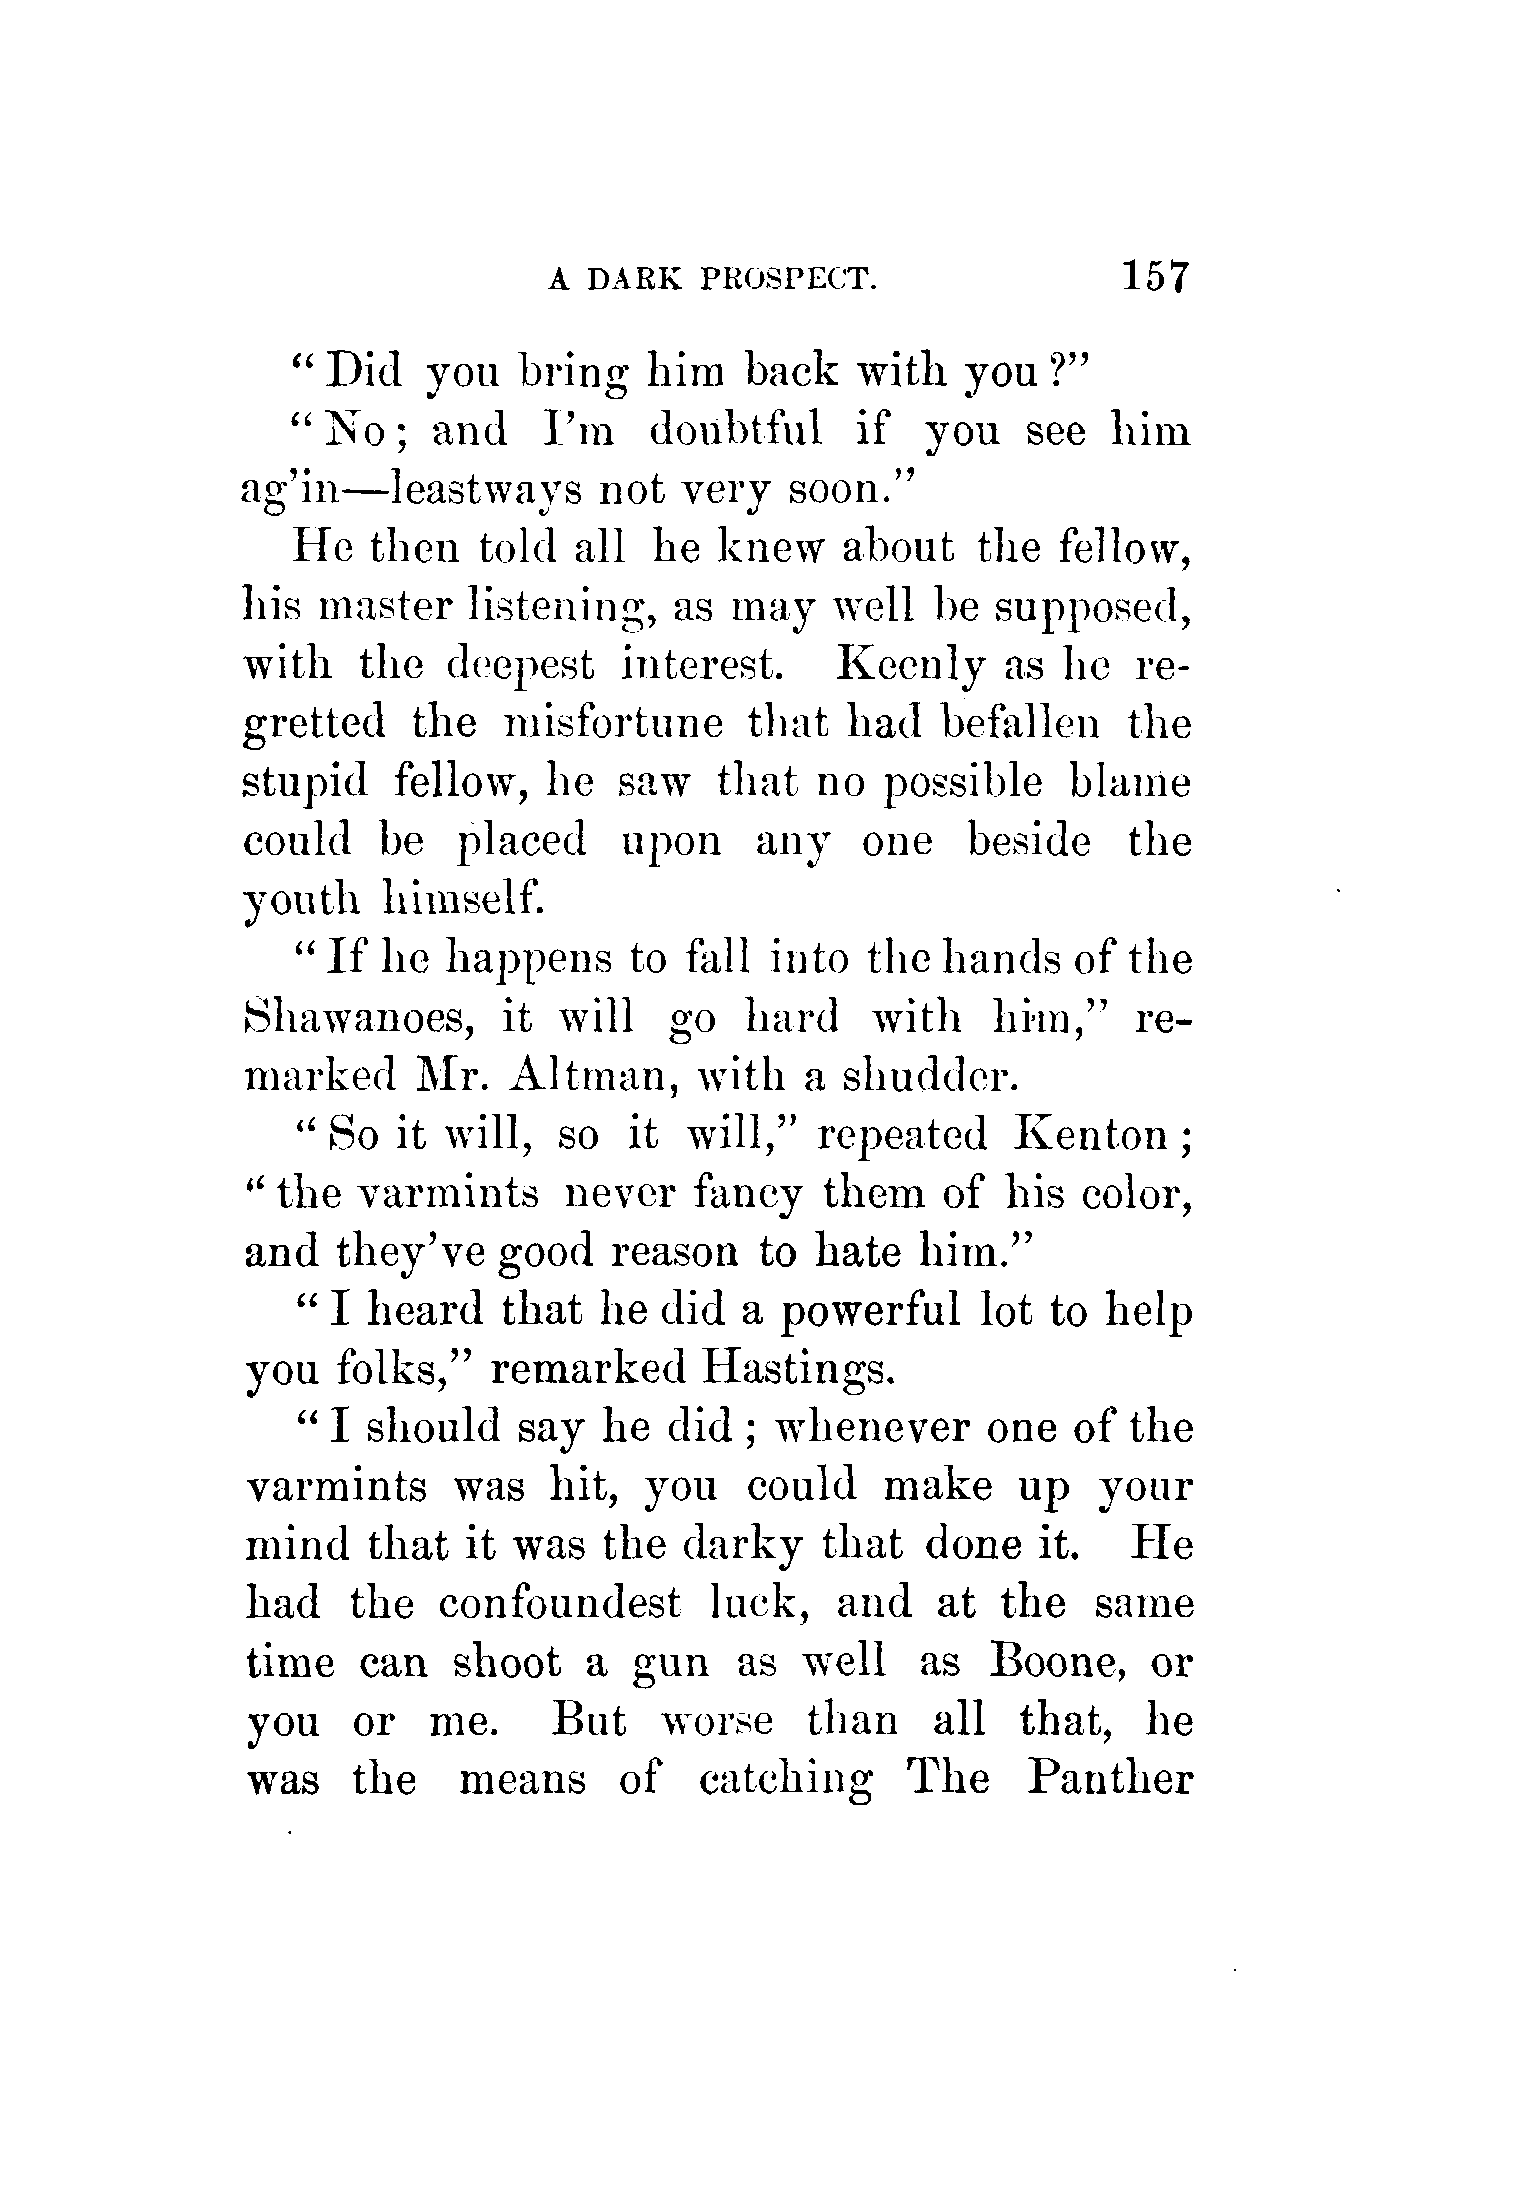 A DARK PROSPECT. 157
“Did you bring him back with you?”
“No; and I’m doubtful if you see him
ag’in—leastways not very soon.”
He then told all he knew about the fellow,
his master listening, as may well be supposed,
with the deepest interest. Keenly as he re-
gretted the misfortune that had befallen the
stupid fellow, he saw that no possible blame
could be placed upon any one beside the
youth himself.
“If he happens to fall into the hands of the
Shawanoes, it will go hard with him,” re-
marked Mr. Altman, with a shudder.
“So it will, so it will,” repeated Kenton;
“the varmints never fancy them of his color,
and they’ve good reason to hate him.”
“I heard that he did a powerful lot to help
you folks,” remarked Hastings.
“I should say he did; whenever one of the
varmints was hit, you could make up your
mind that it was the darky that done it. He
had the confoundest luck, and at the same
time can shoot a gun as well as Boone, or
you or me. But worse than all that, he
was the means of catching The Panther